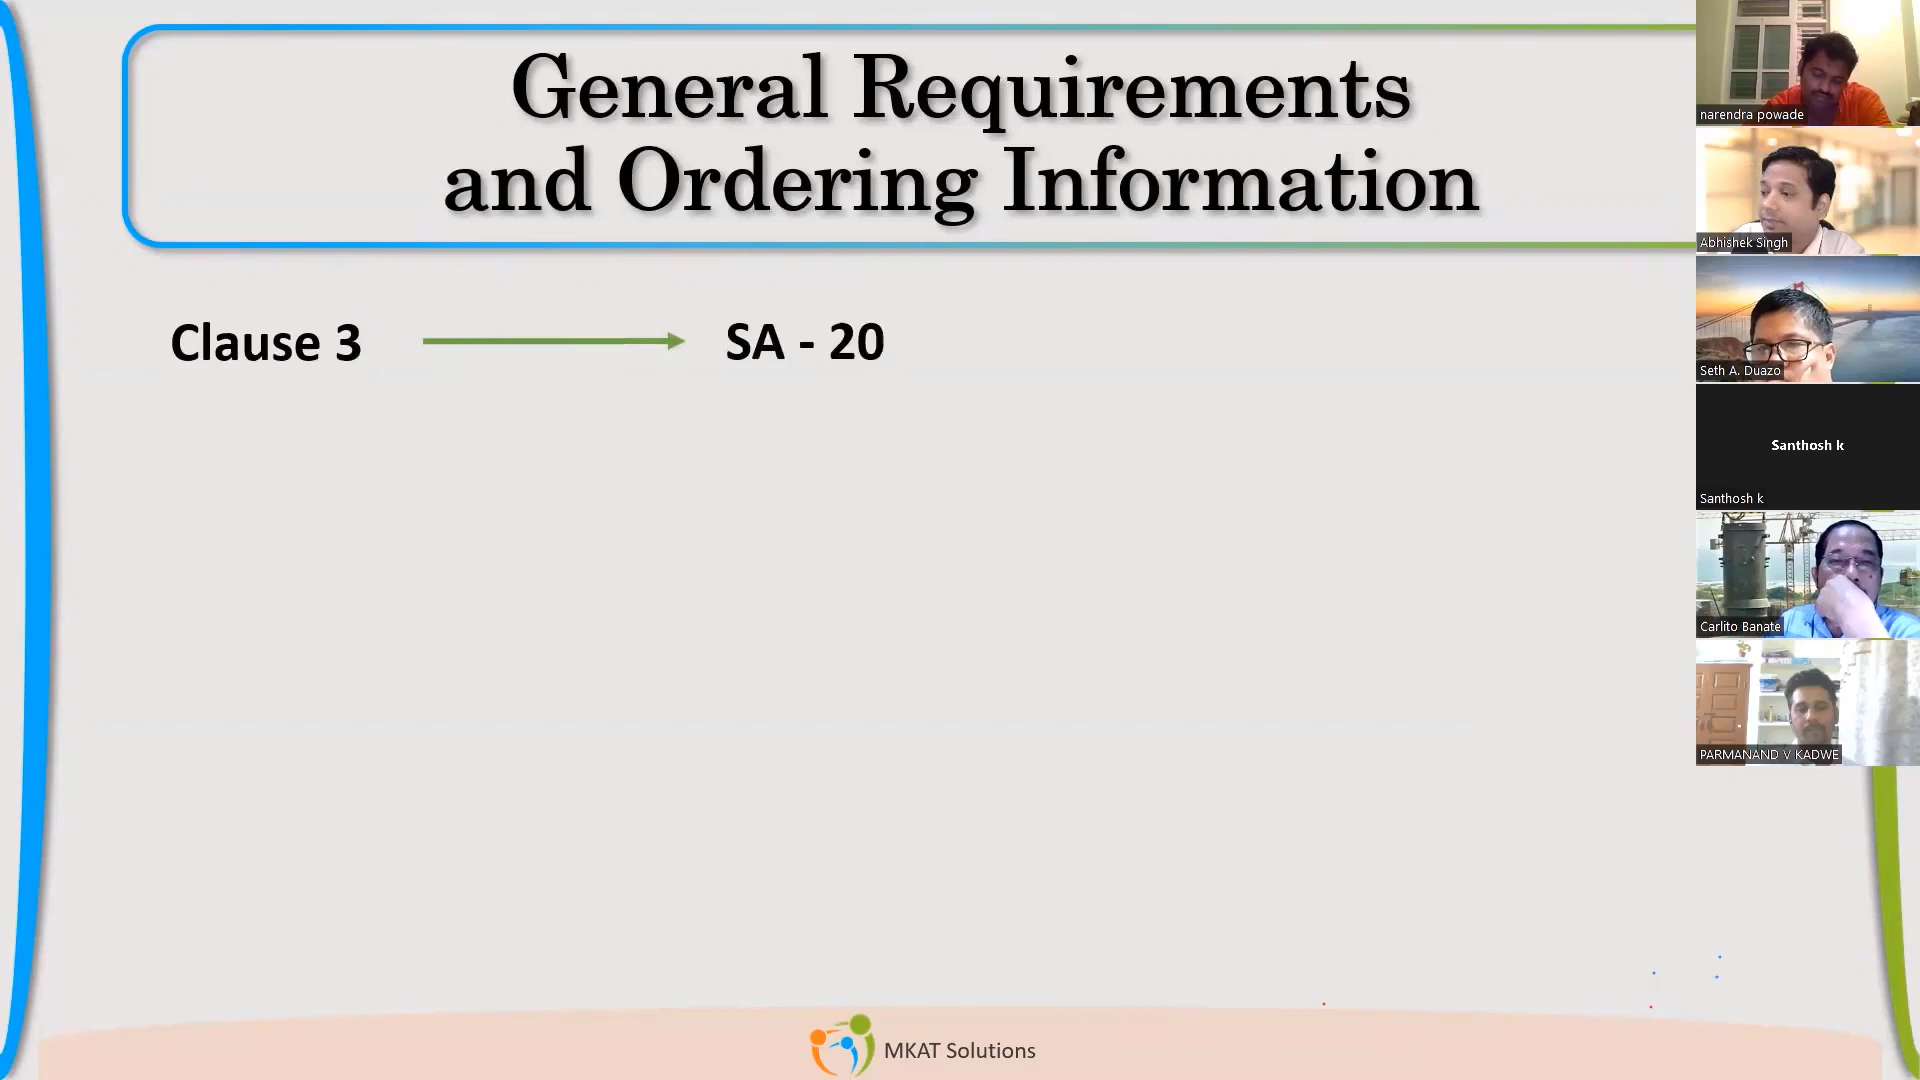 General Requirements
and Ordering Information
Clause 3
SA - 20
MKAT Solutions
narendra powade
Abhishek Singh
Seth A. Duazo
Santhosh k
Santhosh k
Carlito Banate
PARMANAND V KADWE